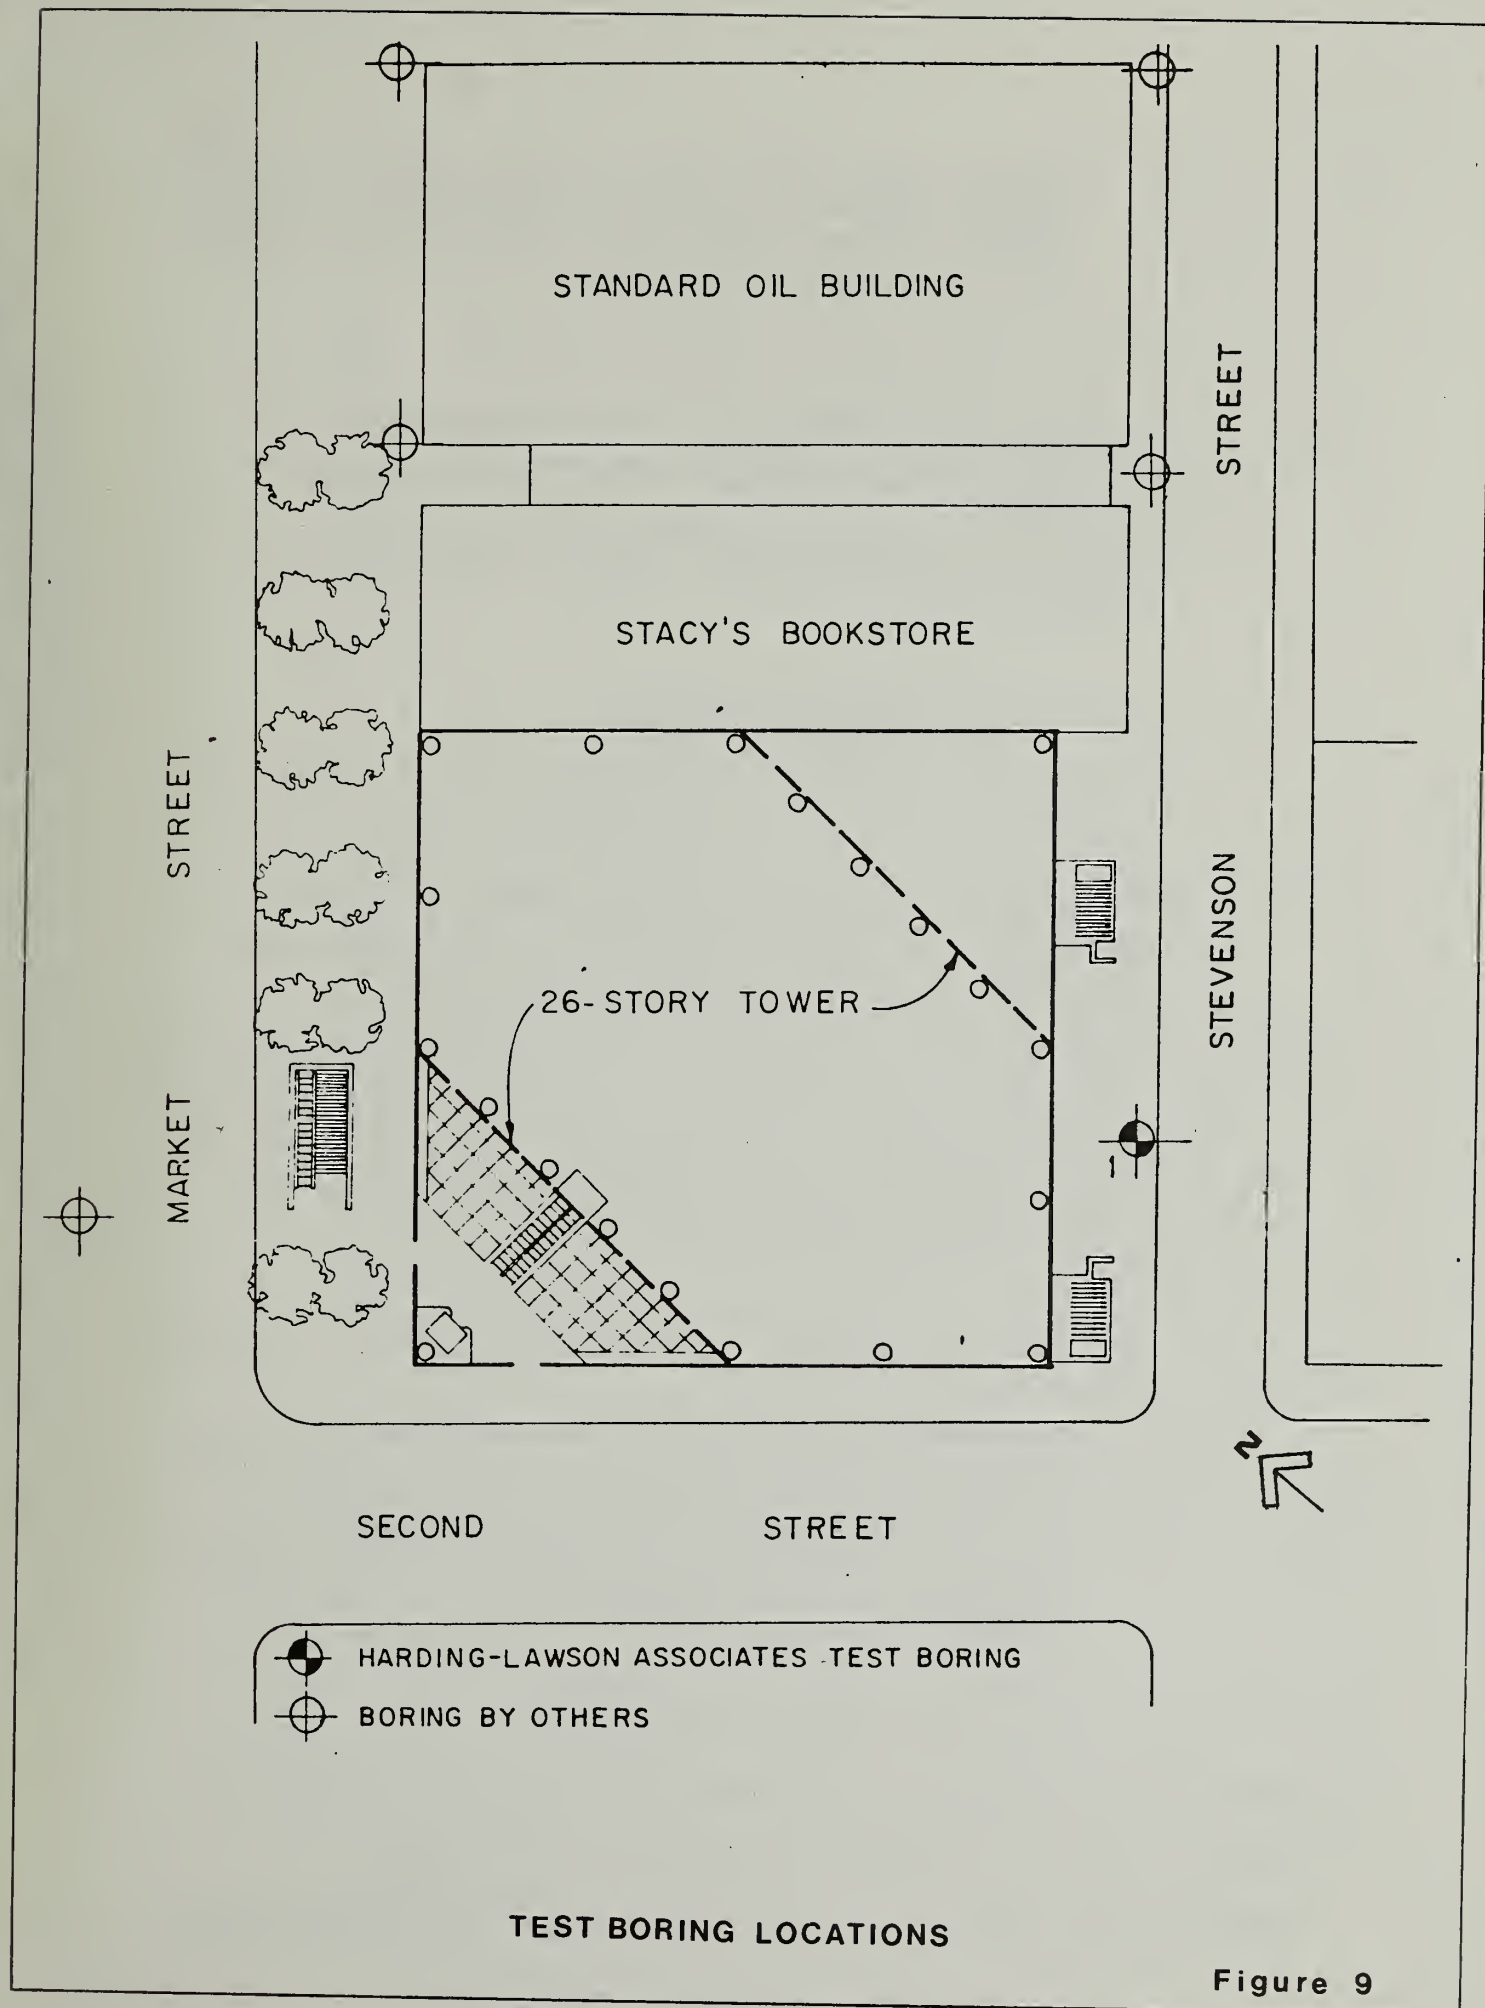 STANDARD OIL BUILDING
STREET
STACY'S BOOKSTORE
STREET
STEVENSON
26-STORY TOWER
MARKET
1
N
SECOND STREET
HARDING-LAWSON ASSOCIATES TEST BORING
BORING BY OTHERS
TEST BORING LOCATIONS
Figure 9